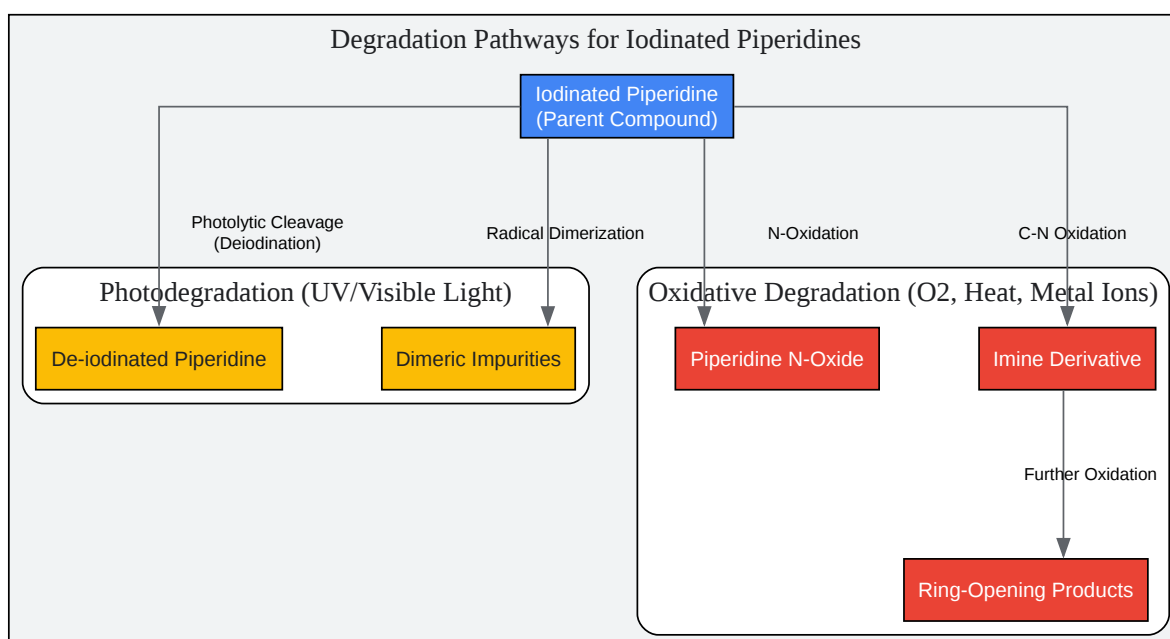 Degradation Pathways for Iodinated Piperidines
Iodinated Piperidine
(Parent Compound)
Photolytic Cleavage
(Deiodination)
Radical Dimerization
N-Oxidation
C-N Oxidation
Photodegradation (UV/Visible Light)
Oxidative Degradation (O2, Heat, Metal Ions)
De-iodinated Piperidine
Dimeric Impurities
Piperidine N-Oxide
Imine Derivative
Further Oxidation
Ring-Opening Products